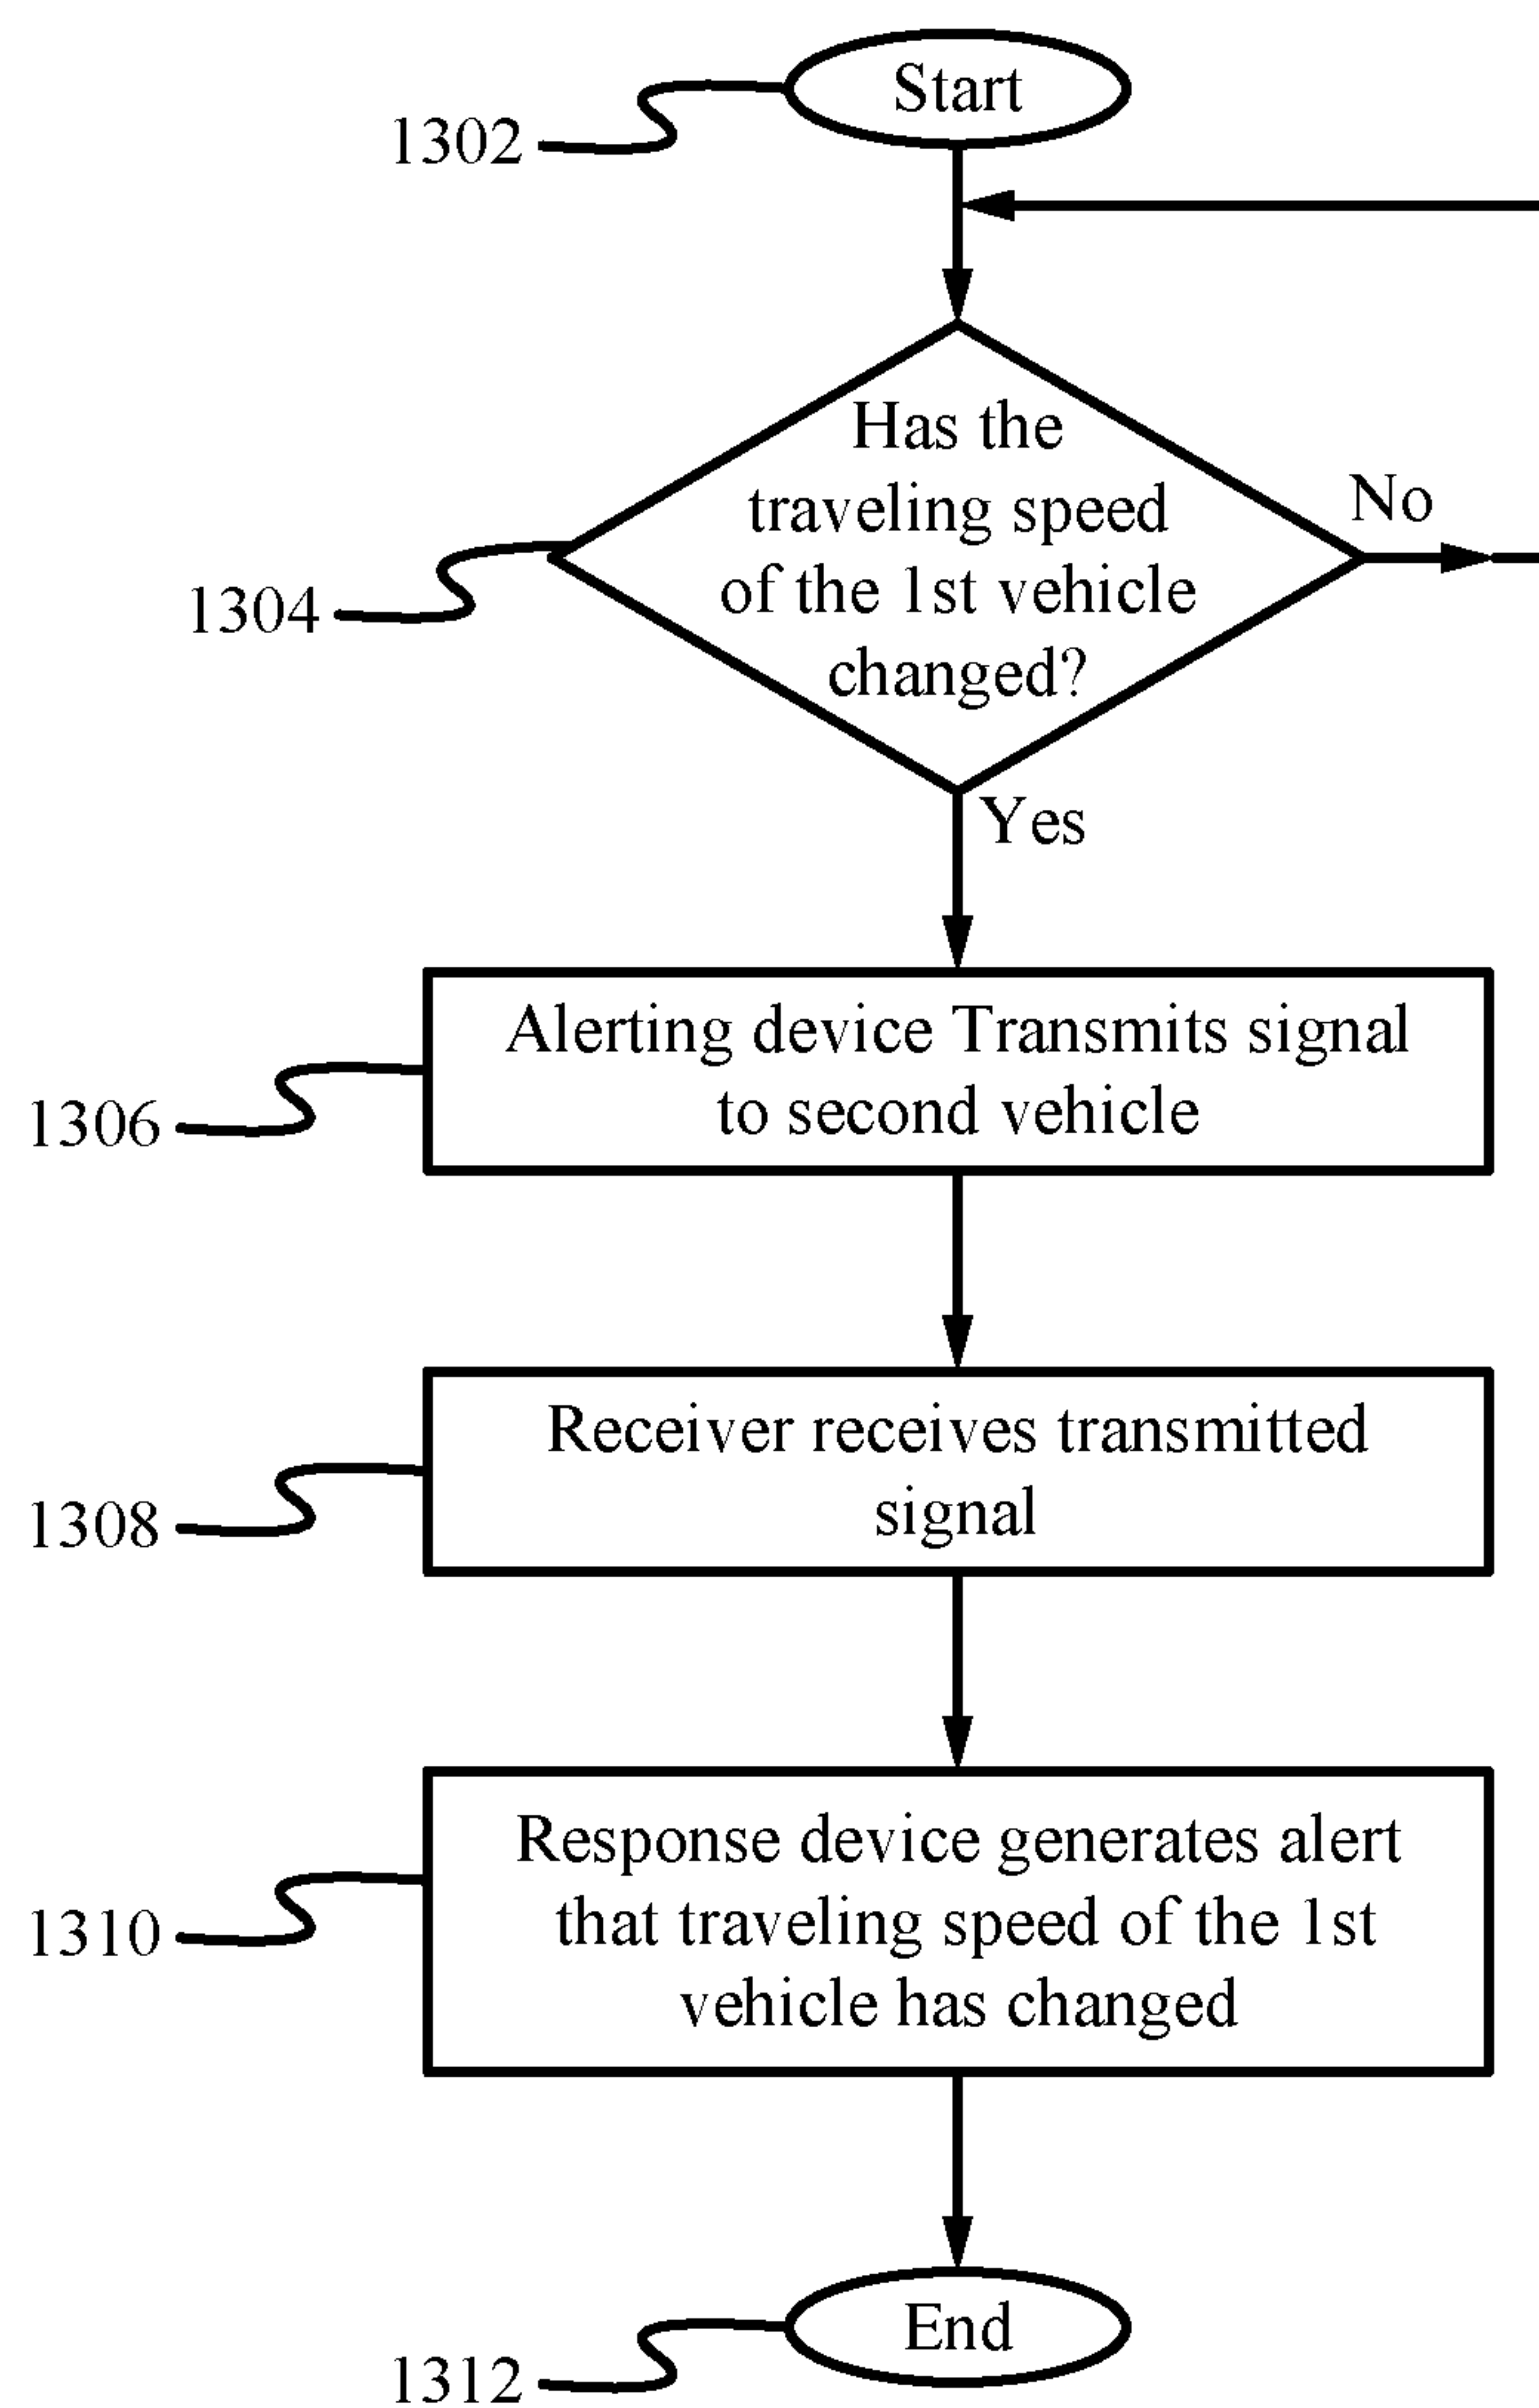 Start
1302
Has the
traveling speed
of the 1st vehicle
changed?
No
1304
Yes
Alerting device Transmits signal
to second vehicle
1306
Receiver receives transmitted
signal
1308
Response device generates alert
that traveling speed of the 1st
vehicle has changed
1310
End
1312